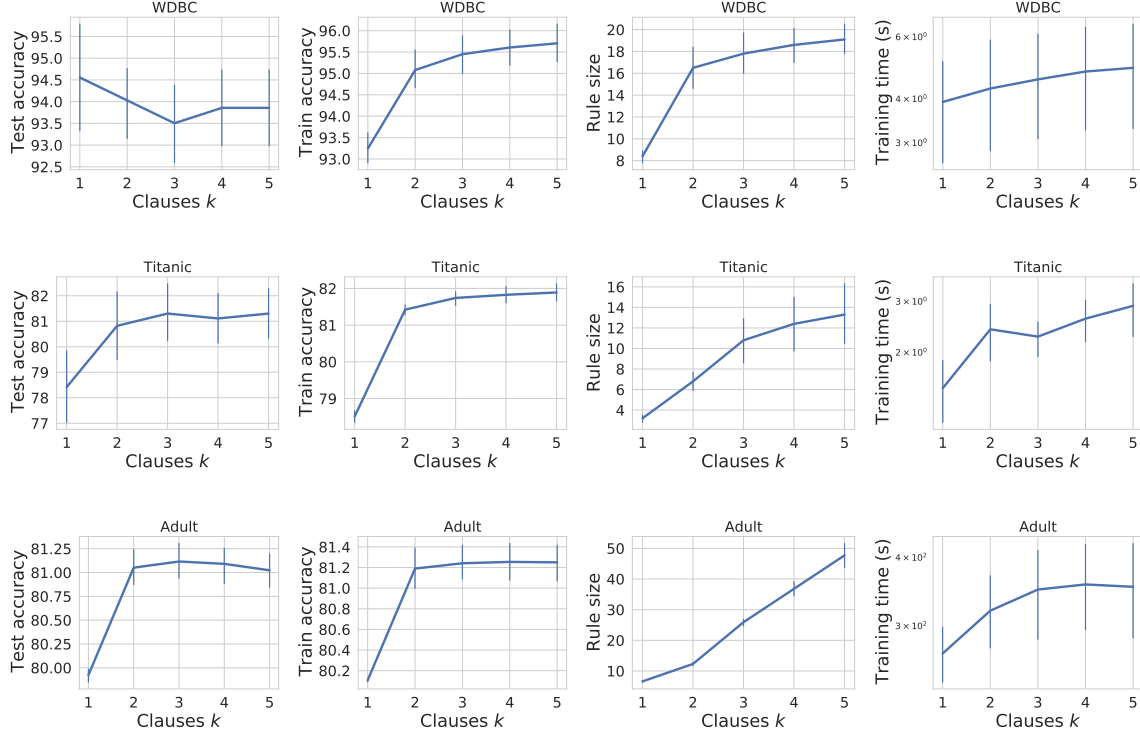 WDBC
Test accuracy
95.5
95.0
94.5
94.0
93.5
93.0
92.5
1 2 3 4 5
Clauses k
WDBC
Train accuracy
96.0
95.5
95.0
94.5
94.0
93.5
93.0
1 2 3 4 5
Clauses k
WDBC
Rule size
20
18
16
14
12
10
8
1 2 3 4 5
Clauses k
WDBC
Training time (s)
6 × 10⁰
4 × 10⁰
3 × 10⁰
1 2 3 4 5
Clauses k
Titanic
Test accuracy
82
81
80
79
78
77
1 2 3 4 5
Clauses k
Titanic
Train accuracy
82
81
80
79
1 2 3 4 5
Clauses k
Titanic
Rule size
16
14
12
10
8
6
4
1 2 3 4 5
Clauses k
Titanic
Training time (s)
3 × 10⁰
2 × 10⁰
1 2 3 4 5
Clauses k
Adult
Test accuracy
81.25
81.00
80.75
80.50
80.25
80.00
1 2 3 4 5
Clauses k
Adult
Train accuracy
81.4
81.2
81.0
80.8
80.6
80.4
80.2
1 2 3 4 5
Clauses k
Adult
Rule size
50
40
30
20
10
1 2 3 4 5
Clauses k
Adult
Training time (s)
4 × 10²
3 × 10²
1 2 3 4 5
Clauses k